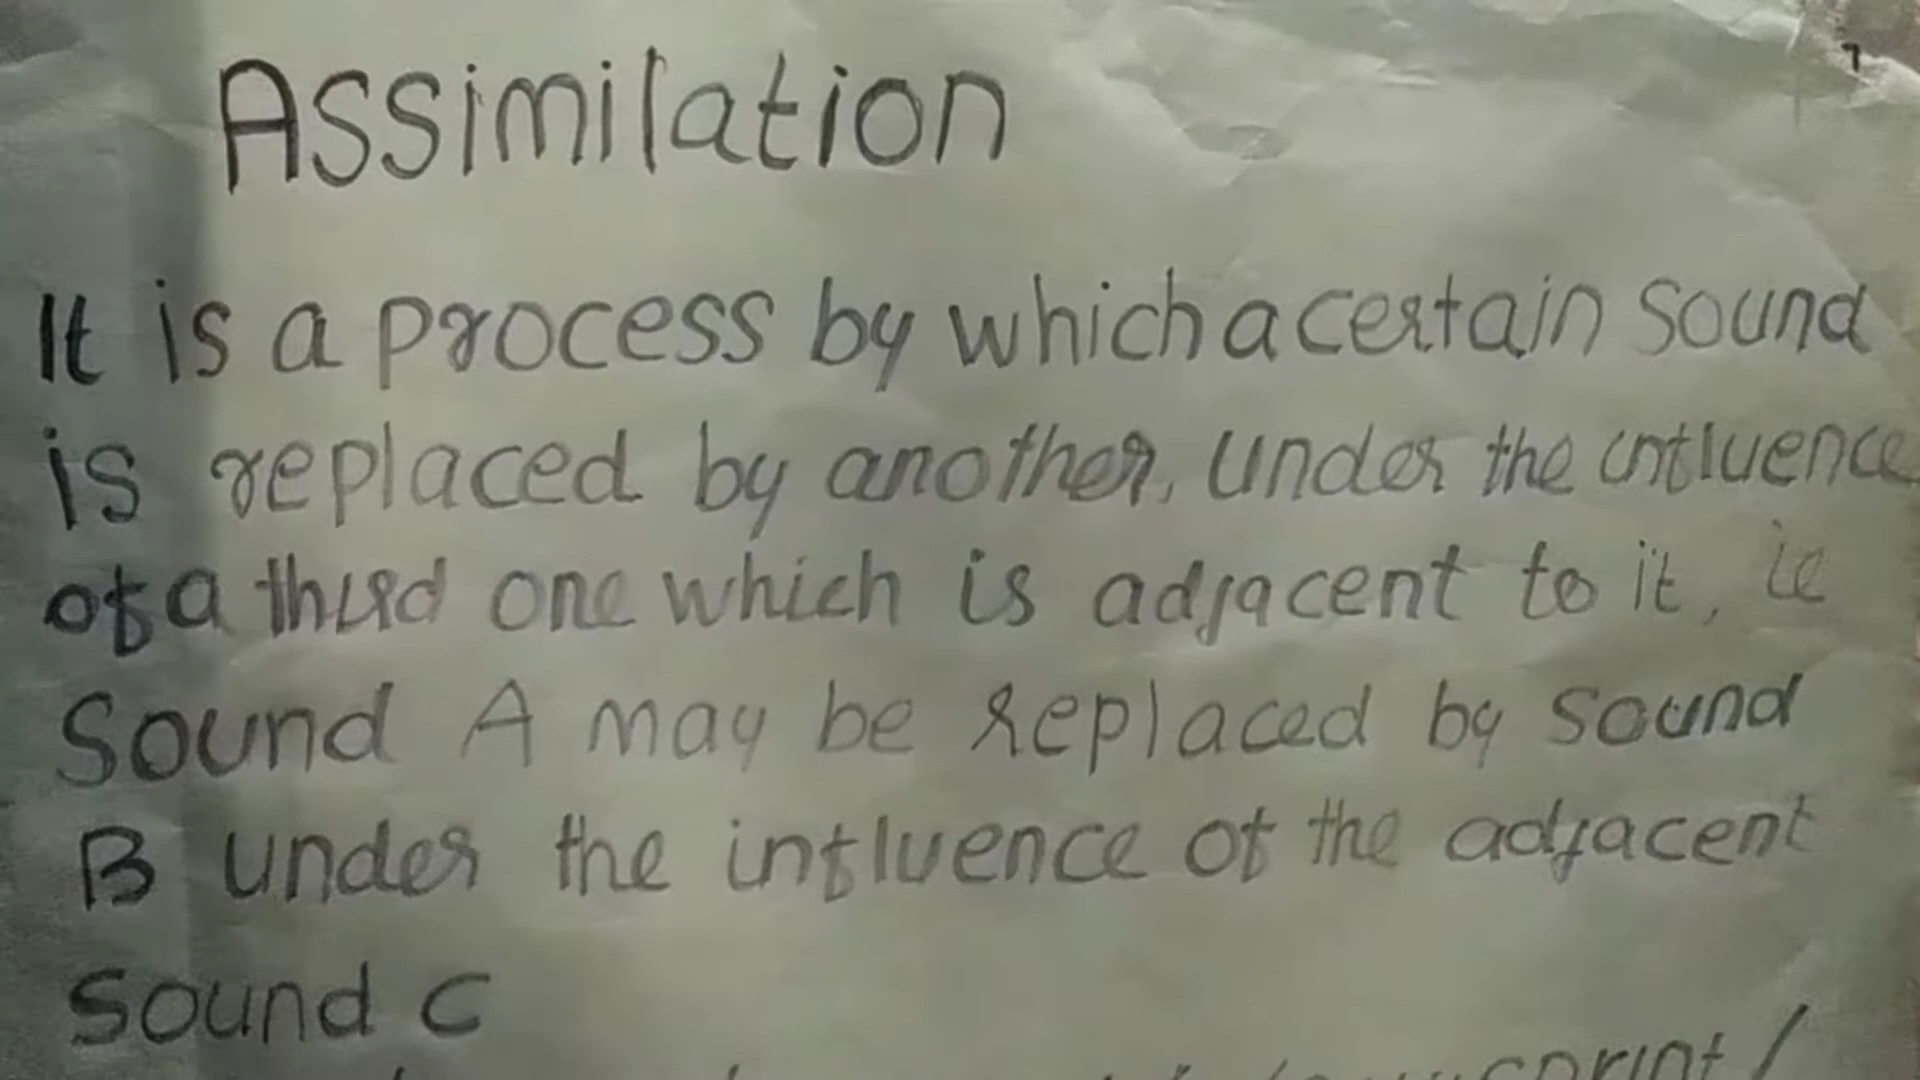 Assimilation
It is a process by which a certain sound
is replaced by another, under the influence
of a third one which is adjacent to it, ie
Sound A may be replaced by sound
B under the influence of the adjacent
Sound C